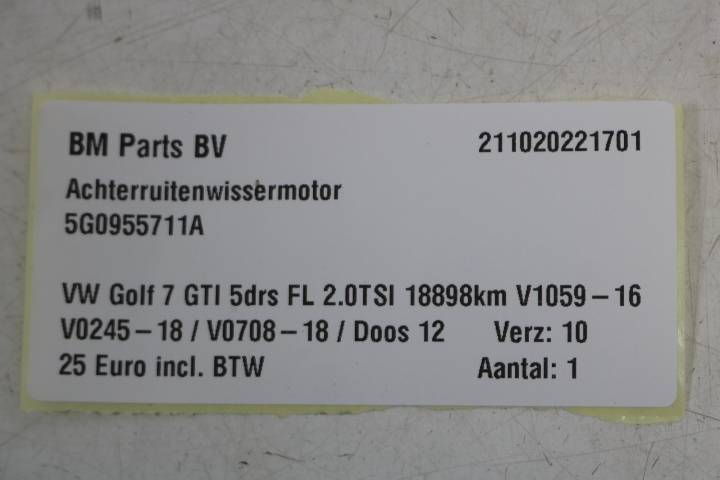 BM Parts BV 211020221701
Achterruitenwissermotor
5G0955711A
VW Golf 7 GTI 5drs FL 2.0TSI 18898km V1059-16
V0245-18 / V0708-18 / Doos 12 Verz: 10
25 Euro incl. BTW Aantal: 1